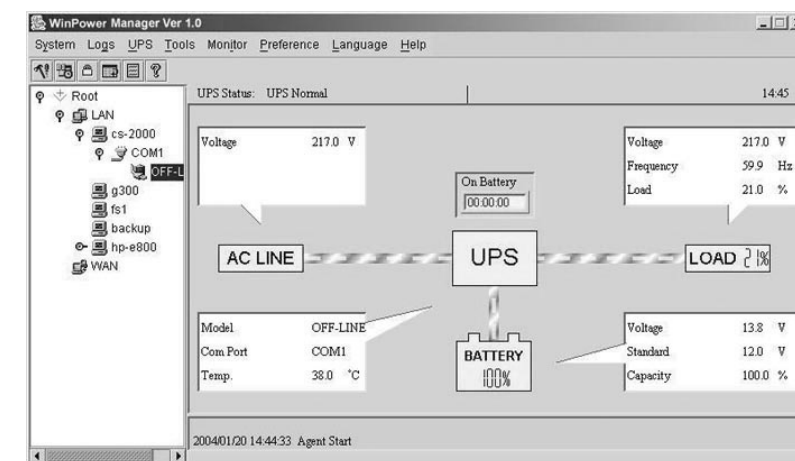 WinPower Manager Ver 1.0
System Logs UPS Tools Monitor Preference Language Help
Root
LAN
cs-2000
COM1
OFF-L
g300
fs1
backup
hp-e800
WAN
UPS Status: UPS Normal
14:45
Voltage 217.0 V
On Battery
00:00:00
Voltage 217.0 V
Frequency 59.9 Hz
Load 21.0 %
AC LINE
UPS
LOAD 21%
Model OFF-LINE
Com Port COM1
Temp. 38.0 °C
BATTERY
100%
Voltage 13.8 V
Standard 12.0 V
Capacity 100.0 %
2004/01/20 14:44:33 Agent Start